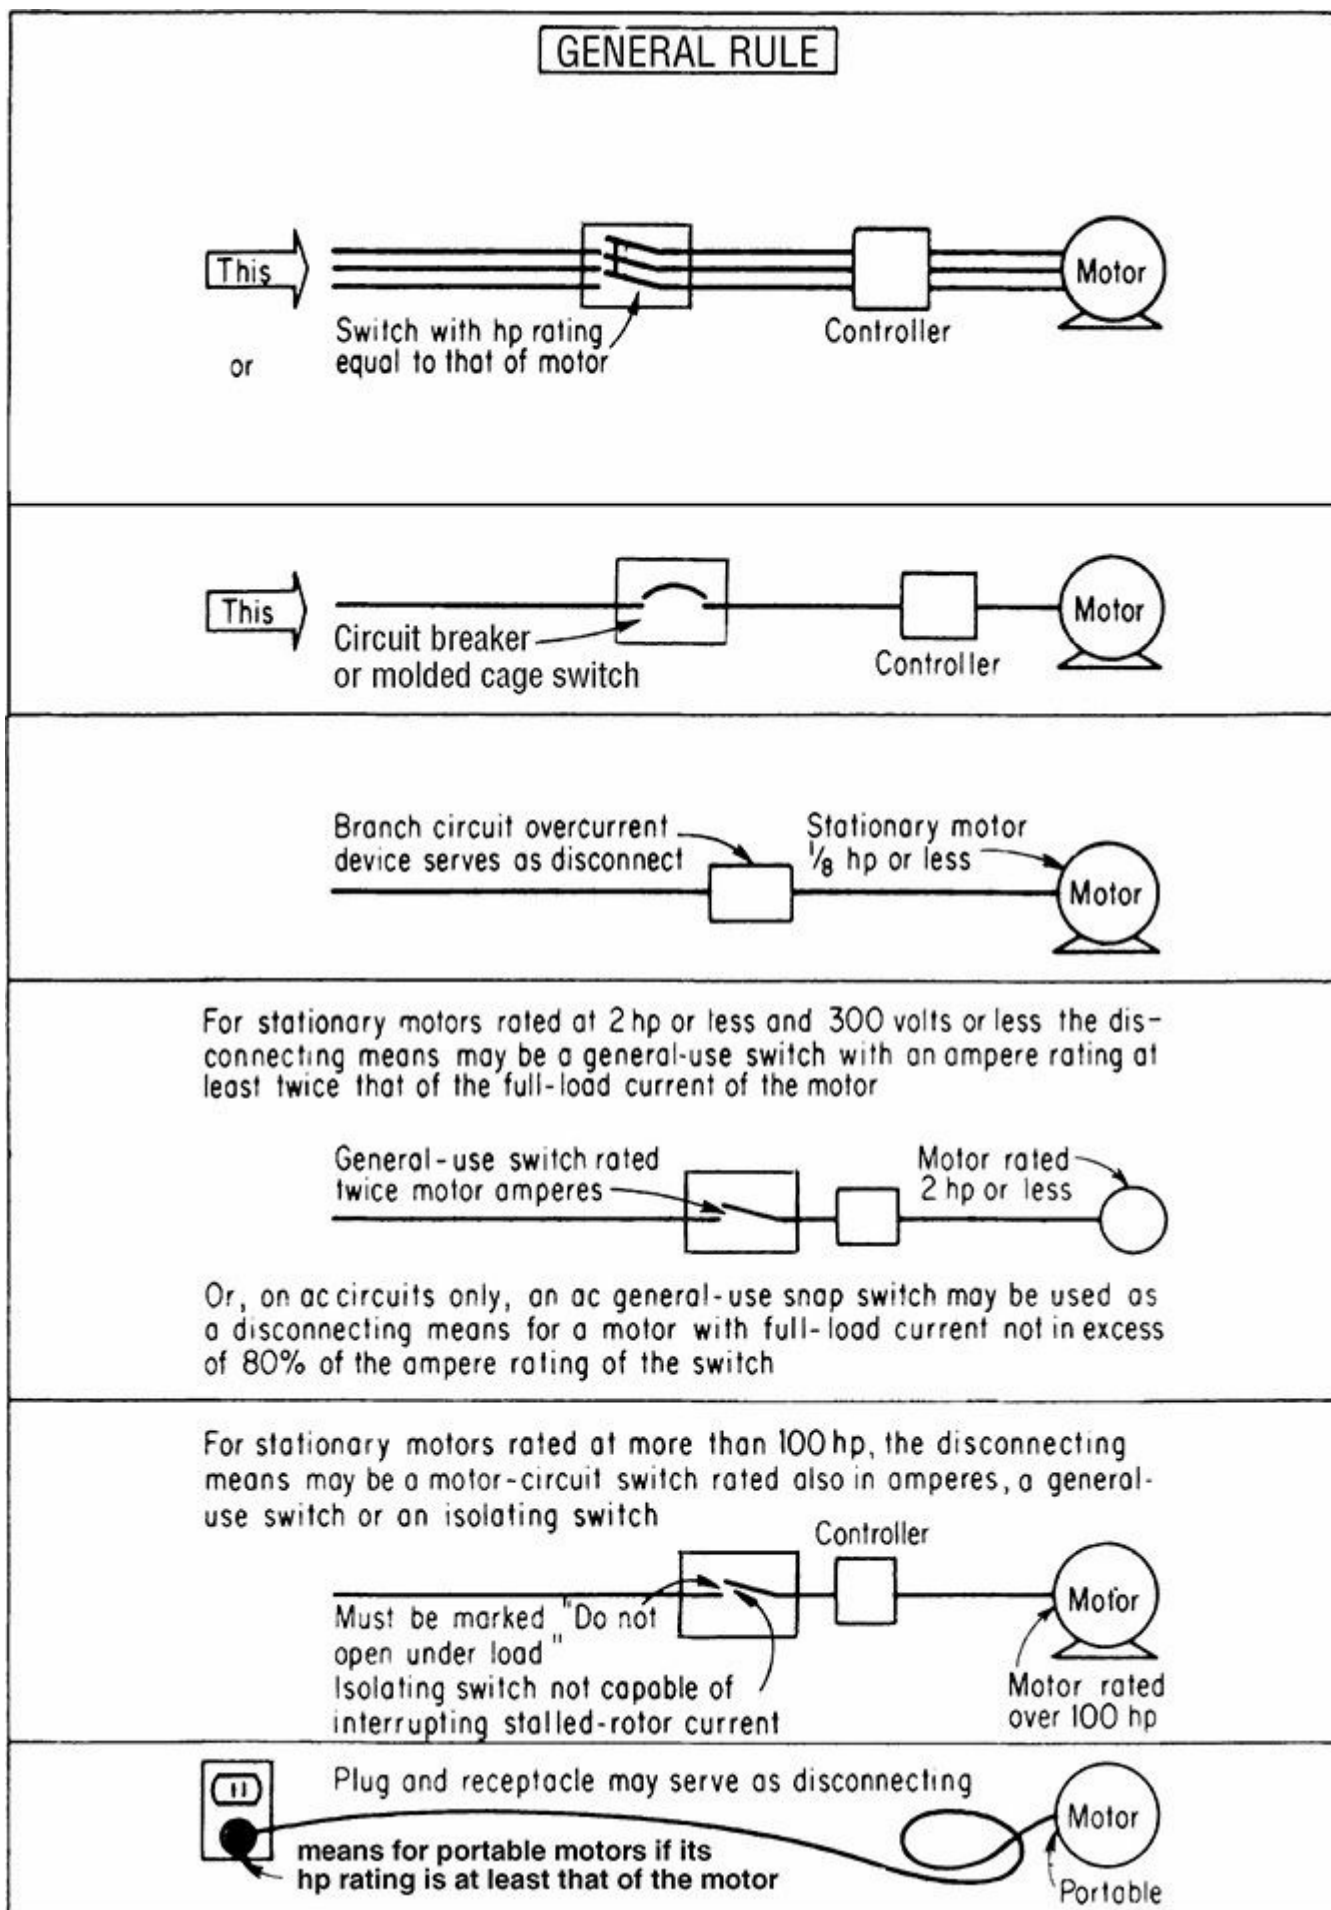 GENERAL RULE
This
or
Switch with hp rating
equal to that of motor
Controller
Motor
This
Circuit breaker
or molded cage switch
Controller
Motor
Branch circuit overcurrent
device serves as disconnect
Stationary motor
1/8 hp or less
Motor
For stationary motors rated at 2 hp or less and 300 volts or less the dis-
connecting means may be a general-use switch with an ampere rating at
least twice that of the full-load current of the motor
General-use switch rated
twice motor amperes
Motor rated
2 hp or less
Or, on ac circuits only, an ac general-use snap switch may be used as
a disconnecting means for a motor with full-load current not in excess
of 80% of the ampere rating of the switch
For stationary motors rated at more than 100 hp, the disconnecting
means may be a motor-circuit switch rated also in amperes, a general-
use switch or an isolating switch
Controller
Must be marked "Do not
open under load"
Isolating switch not capable of
interrupting stalled-rotor current
Motor
Motor rated
over 100 hp
Plug and receptacle may serve as disconnecting
means for portable motors if its
hp rating is at least that of the motor
Motor
Portable